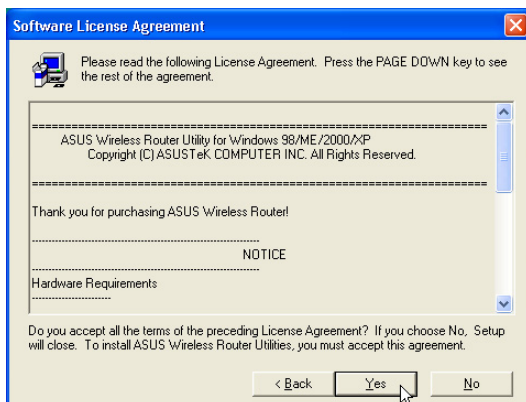 Software License Agreement
Please read the following License Agreement. Press the PAGE DOWN key to see
the rest of the agreement.
================================================================
ASUS Wireless Router Utility for Windows 98/ME/2000/XP
Copyright (C) ASUSTeK COMPUTER INC. All Rights Reserved.
================================================================
Thank you for purchasing ASUS Wireless Router!
------------------------------------------------------------
NOTICE
------------------------------------------------------------
Hardware Requirements
---------------------
Do you accept all the terms of the preceding License Agreement? If you choose No, Setup
will close. To install ASUS Wireless Router Utilities, you must accept this agreement.
< Back
Yes
No